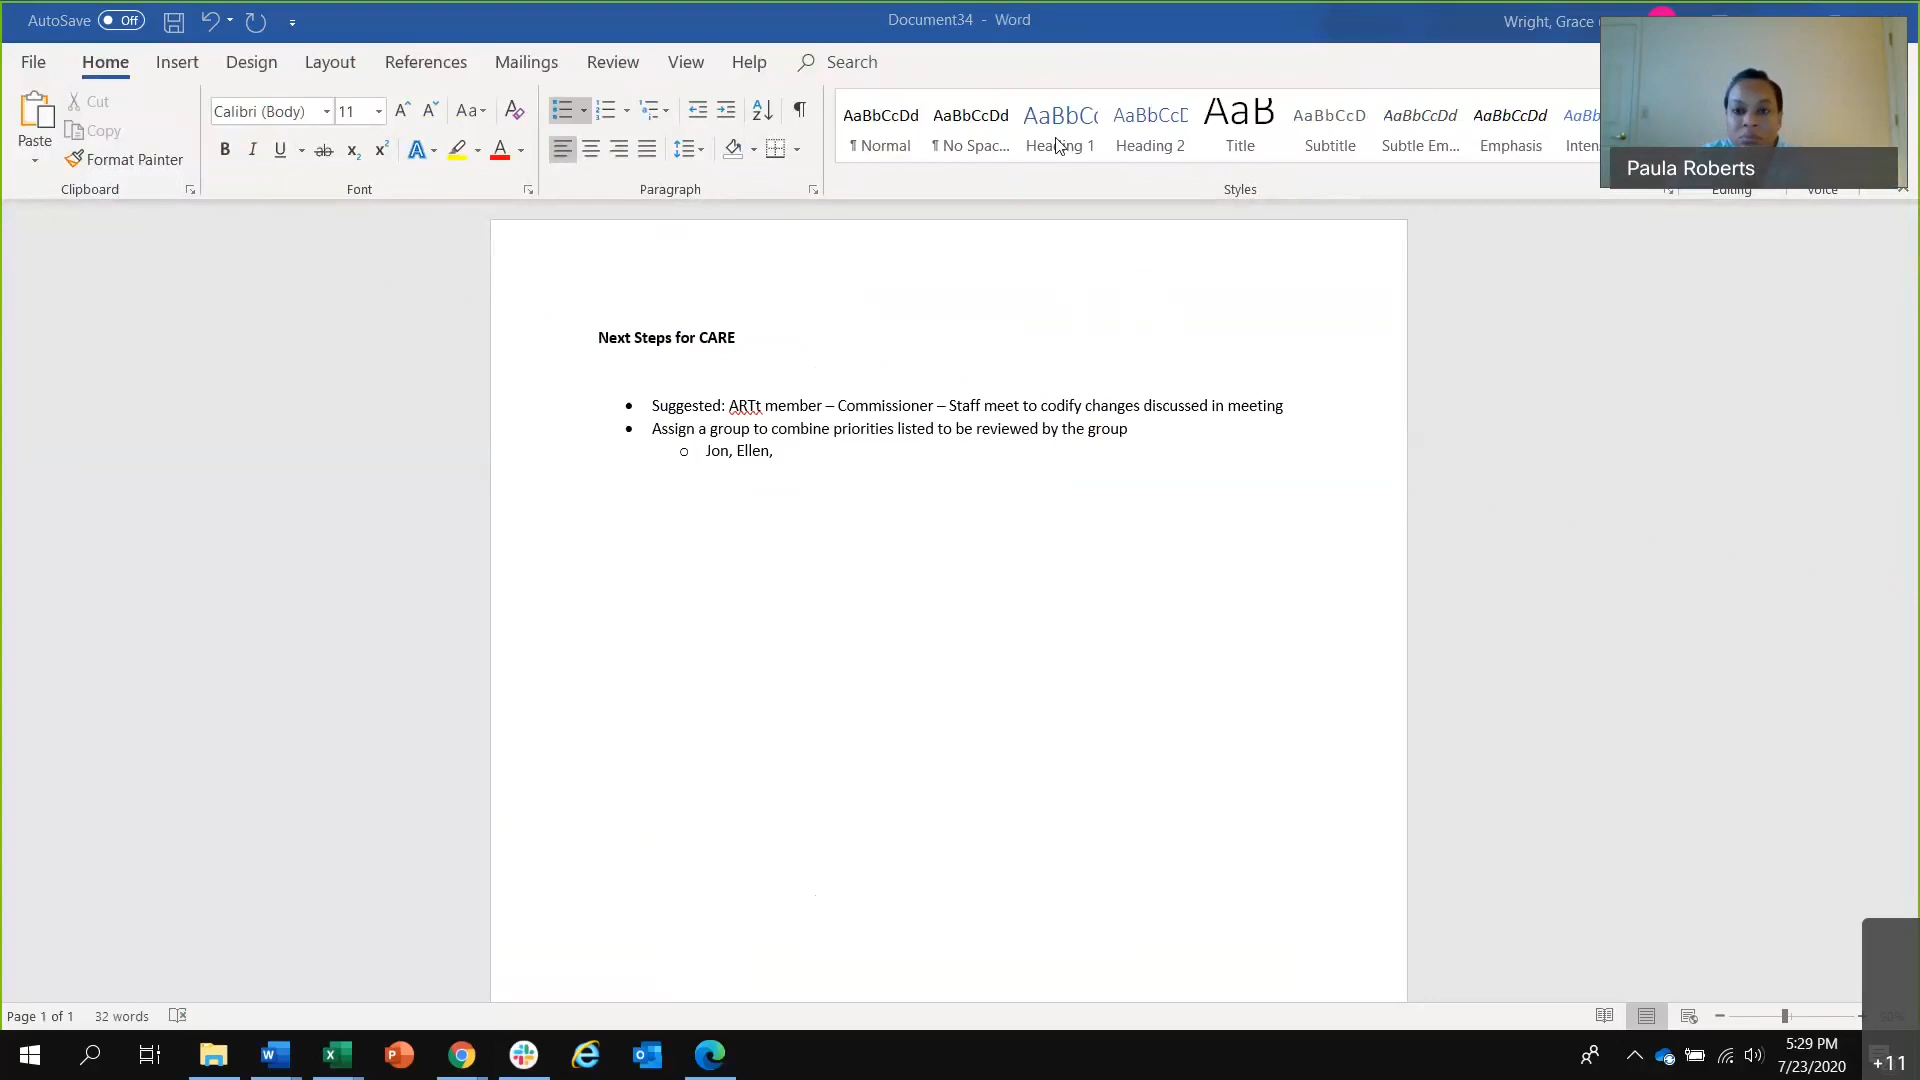 AutoSave Off Document34 - Word Wright, Grace
File Home Insert Design Layout References Mailings Review View Help Search
Paste Cut Copy Format Painter
Calibri (Body) 11
AaBbCcDd AaBbCcDd AaBbCc AaBbCcD AaB AaBbCcD AaBbCcDd AaBbCcDd AaBb
¶ Normal ¶ No Spac... Heading 1 Heading 2 Title Subtitle Subtle Em... Emphasis Inten
Paula Roberts
Clipboard Font Paragraph Styles Editing Voice
Next Steps for CARE
• Suggested: ARTt member – Commissioner – Staff meet to codify changes discussed in meeting
• Assign a group to combine priorities listed to be reviewed by the group
o Jon, Ellen,
Page 1 of 1 32 words
5:29 PM
7/23/2020
+11